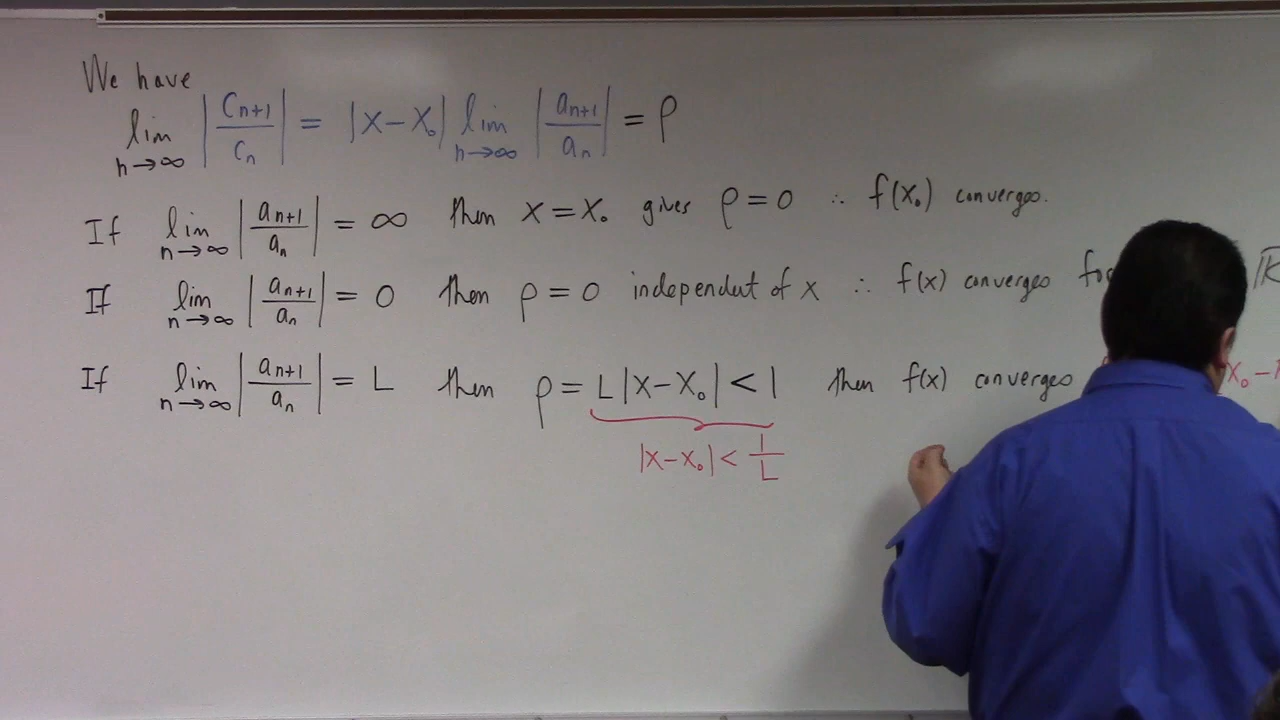 We have
lim n→∞ |Cn+1/Cn| = |x-x₀| lim n→∞ |an+1/an| = ρ
If lim n→∞ |an+1/an| = ∞ then x = x₀ gives ρ = 0 ∴ f(x₀) converges.
If lim n→∞ |an+1/an| = 0 then ρ = 0 independent of x ∴ f(x) converges ℝ
If lim n→∞ |an+1/an| = L then ρ = L|x-x₀| < 1 then f(x) converges x₀ -
|x-x₀| < 1/L